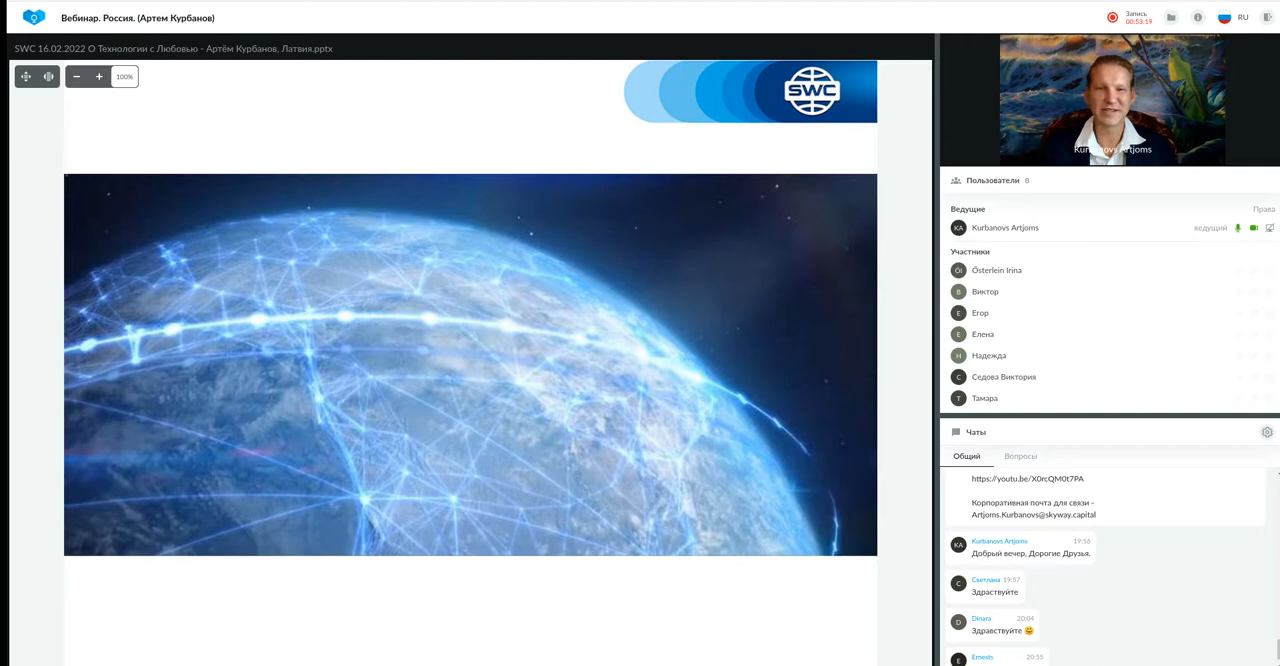 Вебинар. Россия. (Артем Курбанов)
Запись
00:53:19
RU
SWC 16.02.2022 О Технологии с Любовью - Артём Курбанов, Латвия.pptx
100%
SWC
Kurbanovs Artjoms
Пользователи 8
Ведущие Права
KA Kurbanovs Artjoms ведущий
Участники
ÖI Österlein Irina
В Виктор
Е Егор
Е Елена
Н Надежда
С Седова Виктория
Т Тамара
Чаты
Общий Вопросы
https://youtu.be/X0rcQM0t7PA
Корпоративная почта для связи -
Artjoms.Kurbanovs@skyway.capital
KA Kurbanovs Artjoms 19:56
Добрый вечер, Дорогие Друзья.
С Светлана 19:57
Здраствуйте
D Dinara 20:04
Здравствуйте 😊
E Ernests 20:55